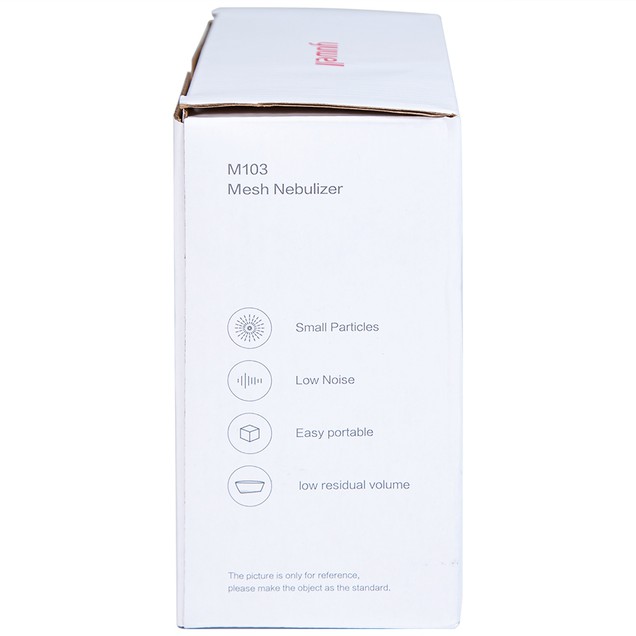 M103
Mesh Nebulizer
Small Particles
Low Noise
Easy portable
low residual volume
The picture is only for reference,
please make the object as the standard.